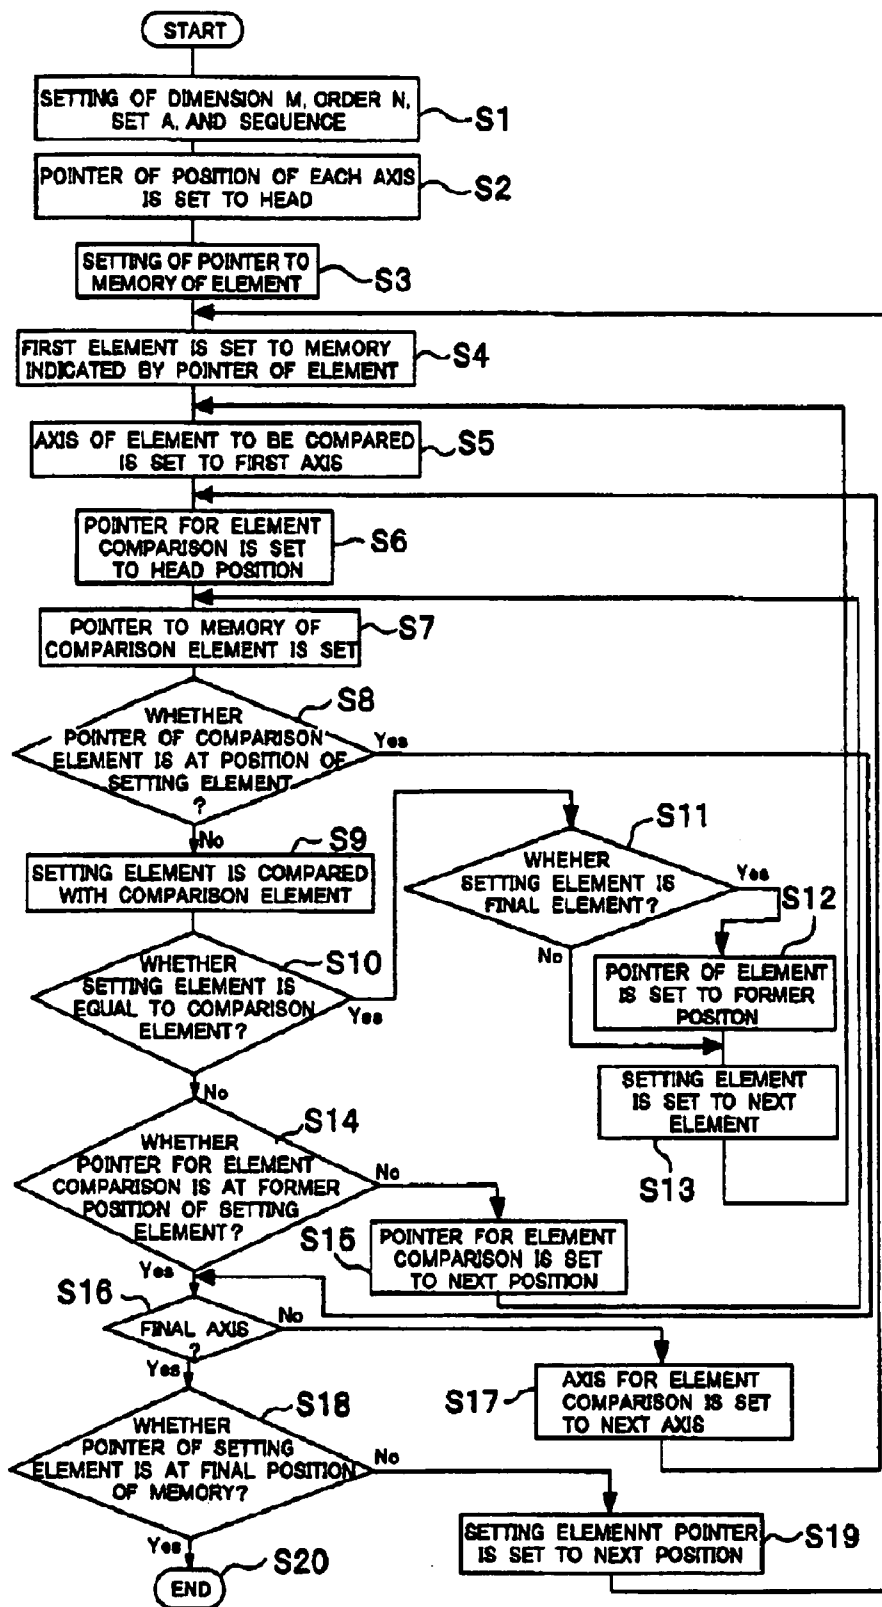 START
SETTING OF DIMENSION M, ORDER N,
SET A, AND SEQUENCE
S1
POINTER OF POSITION OF EACH AXIS
IS SET TO HEAD
S2
SETTING OF POINTER TO
MEMORY OF ELEMENT
S3
FIRST ELEMENT IS SET TO MEMORY
INDICATED BY POINTER OF ELEMENT
S4
AXIS OF ELEMENT TO BE COMPARED
IS SET TO FIRST AXIS
S5
POINTER FOR ELEMENT
COMPARISON IS SET
TO HEAD POSITION
S6
POINTER TO MEMORY OF
COMPARISON ELEMENT IS SET
S7
S8
WHETHER
POINTER OF COMPARISON
ELEMENT IS AT POSITION OF
SETTING ELEMENT
?
Yes
No
S9
SETTING ELEMENT IS COMPARED
WITH COMPARISON ELEMENT
S10
WHETHER
SETTING ELEMENT IS
EQUAL TO COMPARISON
ELEMENT?
Yes
No
S11
WHEHER
SETTING ELEMENT IS
FINAL ELEMENT?
Yes
No
S12
POINTER OF ELEMENT
IS SET TO FORMER
POSITON
SETTING ELEMENT
IS SET TO NEXT
ELEMENT
S13
S14
WHETHER
POINTER FOR ELEMENT
COMPARISON IS AT FORMER
POSITION OF SETTING
ELEMENT?
No
Yes
S15
POINTER FOR ELEMENT
COMPARISON IS SET
TO NEXT POSITION
S16
FINAL AXIS
?
No
Yes
S17
AXIS FOR ELEMENT
COMPARISON IS SET
TO NEXT AXIS
S18
WHETHER
POINTER OF SETTING
ELEMENT IS AT FINAL POSITION
OF MEMORY?
No
Yes
SETTING ELEMENNT POINTER
IS SET TO NEXT POSITION
S19
S20
END